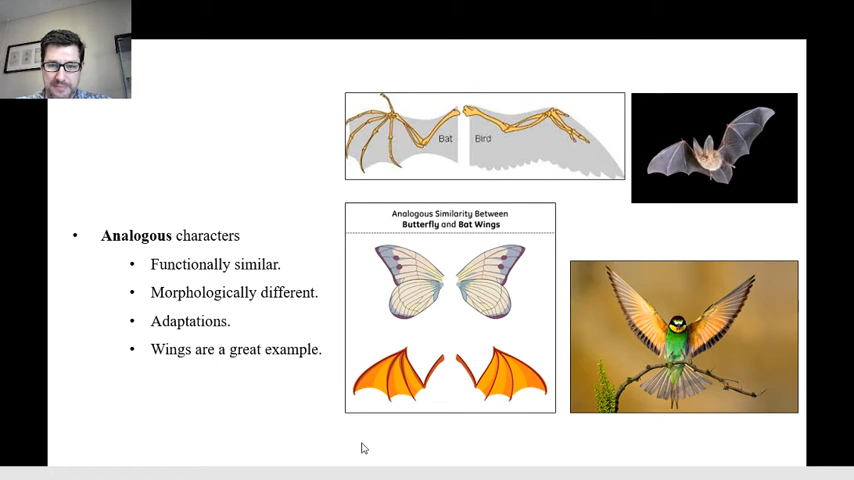 Bat
Bird
Analogous Similarity Between
Butterfly and Bat Wings
• Analogous characters
• Functionally similar.
• Morphologically different.
• Adaptations.
• Wings are a great example.